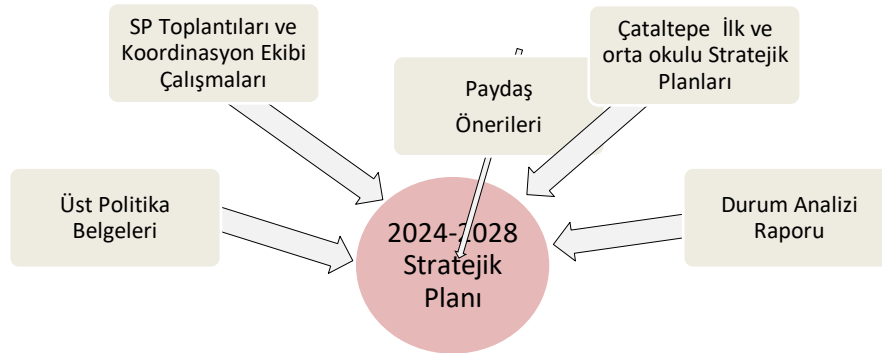 SP Toplantıları ve
Koordinasyon Ekibi
Çalışmaları
Paydaş
Önerileri
Çataltepe İlk ve
orta okulu Stratejik
Planları
Üst Politika
Belgeleri
2024-2028
Stratejik
Planı
Durum Analizi
Raporu